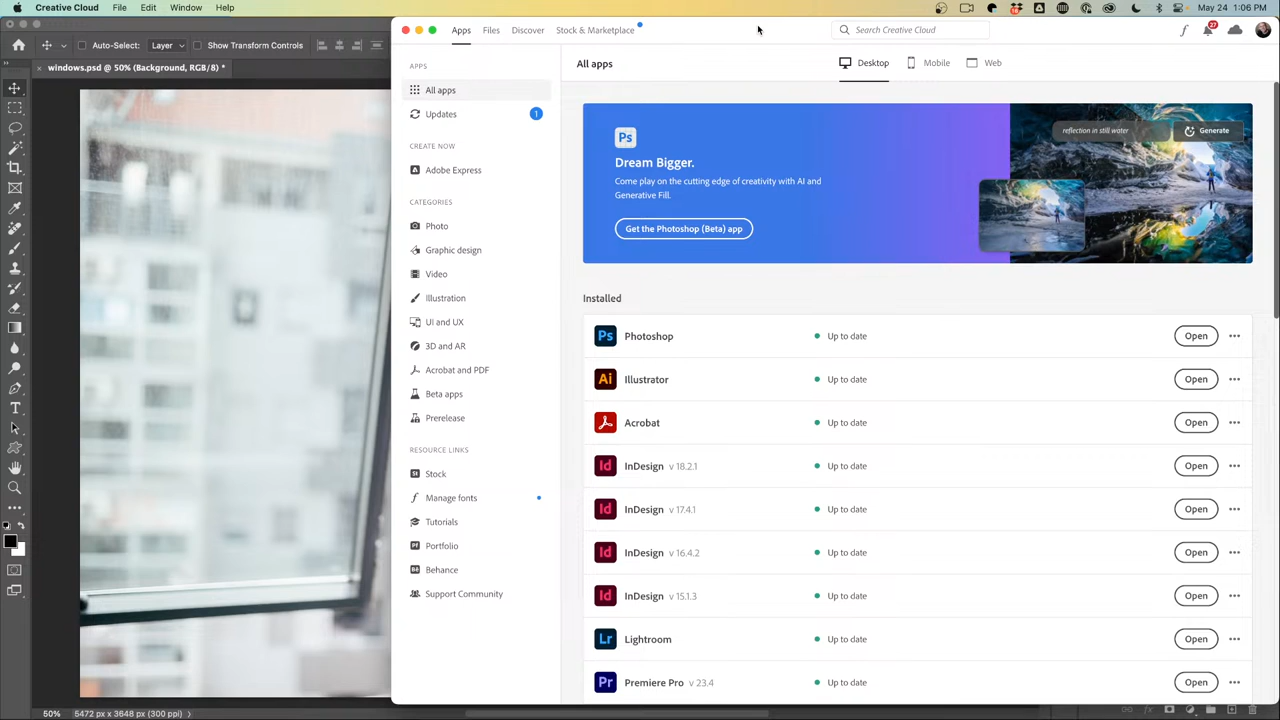 Creative Cloud File Edit Window Help
May 24 1:06 PM
Auto-Select: Layer Show Transform Controls
windows.psd @ 50% (Background, RGB/8) *
Apps Files Discover Stock & Marketplace
Search Creative Cloud
27
APPS
All apps
Updates 1
CREATE NOW
Adobe Express
CATEGORIES
Photo
Graphic design
Video
Illustration
UI and UX
3D and AR
Acrobat and PDF
Beta apps
Prerelease
RESOURCE LINKS
St Stock
Manage fonts
Tutorials
Pf Portfolio
Behance
Support Community
All apps
Desktop Mobile Web
Ps
Dream Bigger.
Come play on the cutting edge of creativity with AI and
Generative Fill.
Get the Photoshop (Beta) app
reflection in still water Generate
Installed
Ps Photoshop Up to date Open
Ai Illustrator Up to date Open
Acrobat Up to date Open
Id InDesign v 18.2.1 Up to date Open
Id InDesign v 17.4.1 Up to date Open
Id InDesign v 16.4.2 Up to date Open
Id InDesign v 15.1.3 Up to date Open
Lr Lightroom Up to date Open
Pr Premiere Pro v 23.4 Up to date Open
50% 5472 px x 3648 px (300 ppi)